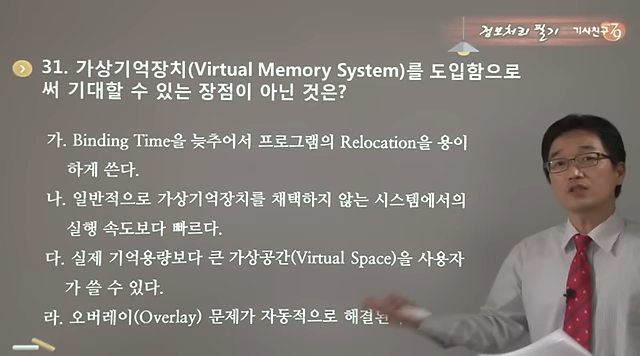 정보처리 필기 기사친구
31. 가상기억장치(Virtual Memory System)를 도입함으로
써 기대할 수 있는 장점이 아닌 것은?
가. Binding Time을 늦추어서 프로그램의 Relocation을 용이
하게 쓴다.
나. 일반적으로 가상기억장치를 채택하지 않는 시스템에서의
실행 속도보다 빠르다.
다. 실제 기억용량보다 큰 가상공간(Virtual Space)을 사용자
가 쓸 수 있다.
라. 오버레이(Overlay) 문제가 자동적으로 해결된